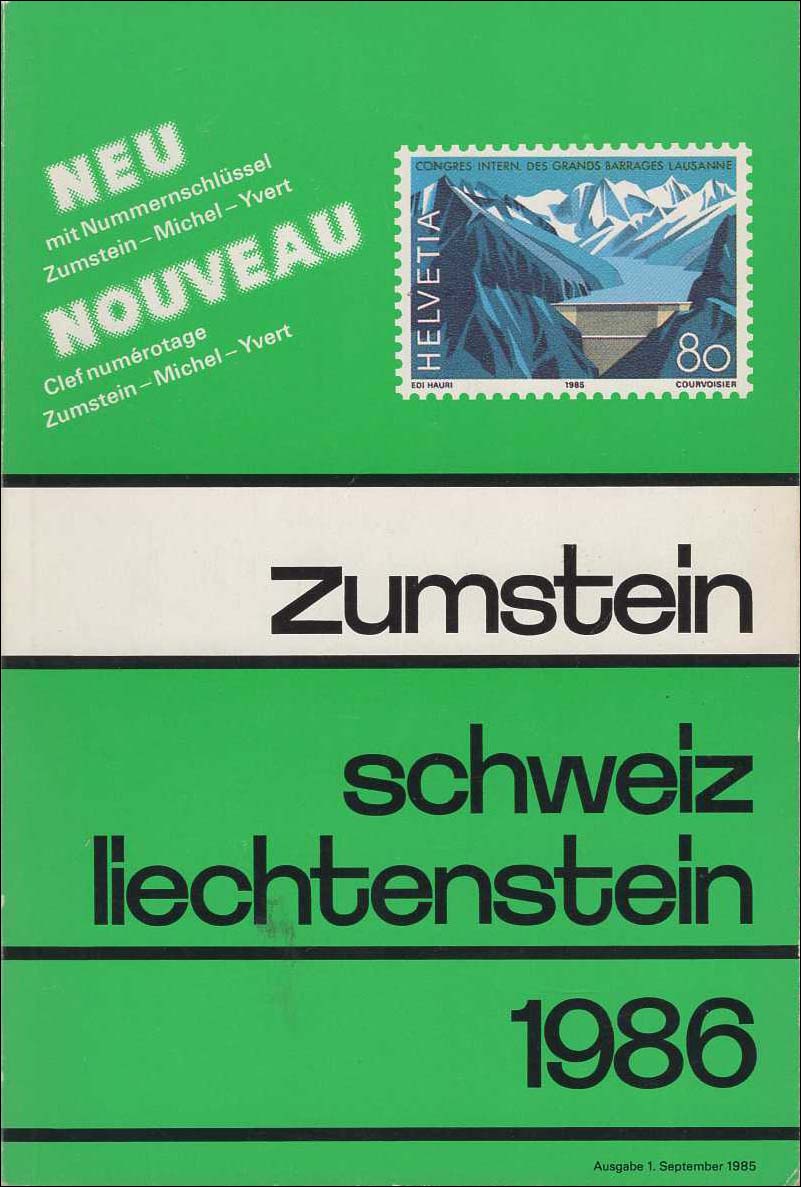 NEU
mit Nummernschlüssel
Zumstein – Michel – Yvert
NOUVEAU
Clef numérotage
Zumstein – Michel – Yvert
CONGRES INTERN. DES GRANDS BARRAGES LAUSANNE
HELVETIA
80
EDI HAURI 1985 COURVOISIER
zumstein
schweiz
liechtenstein
1986
Ausgabe 1. September 1985